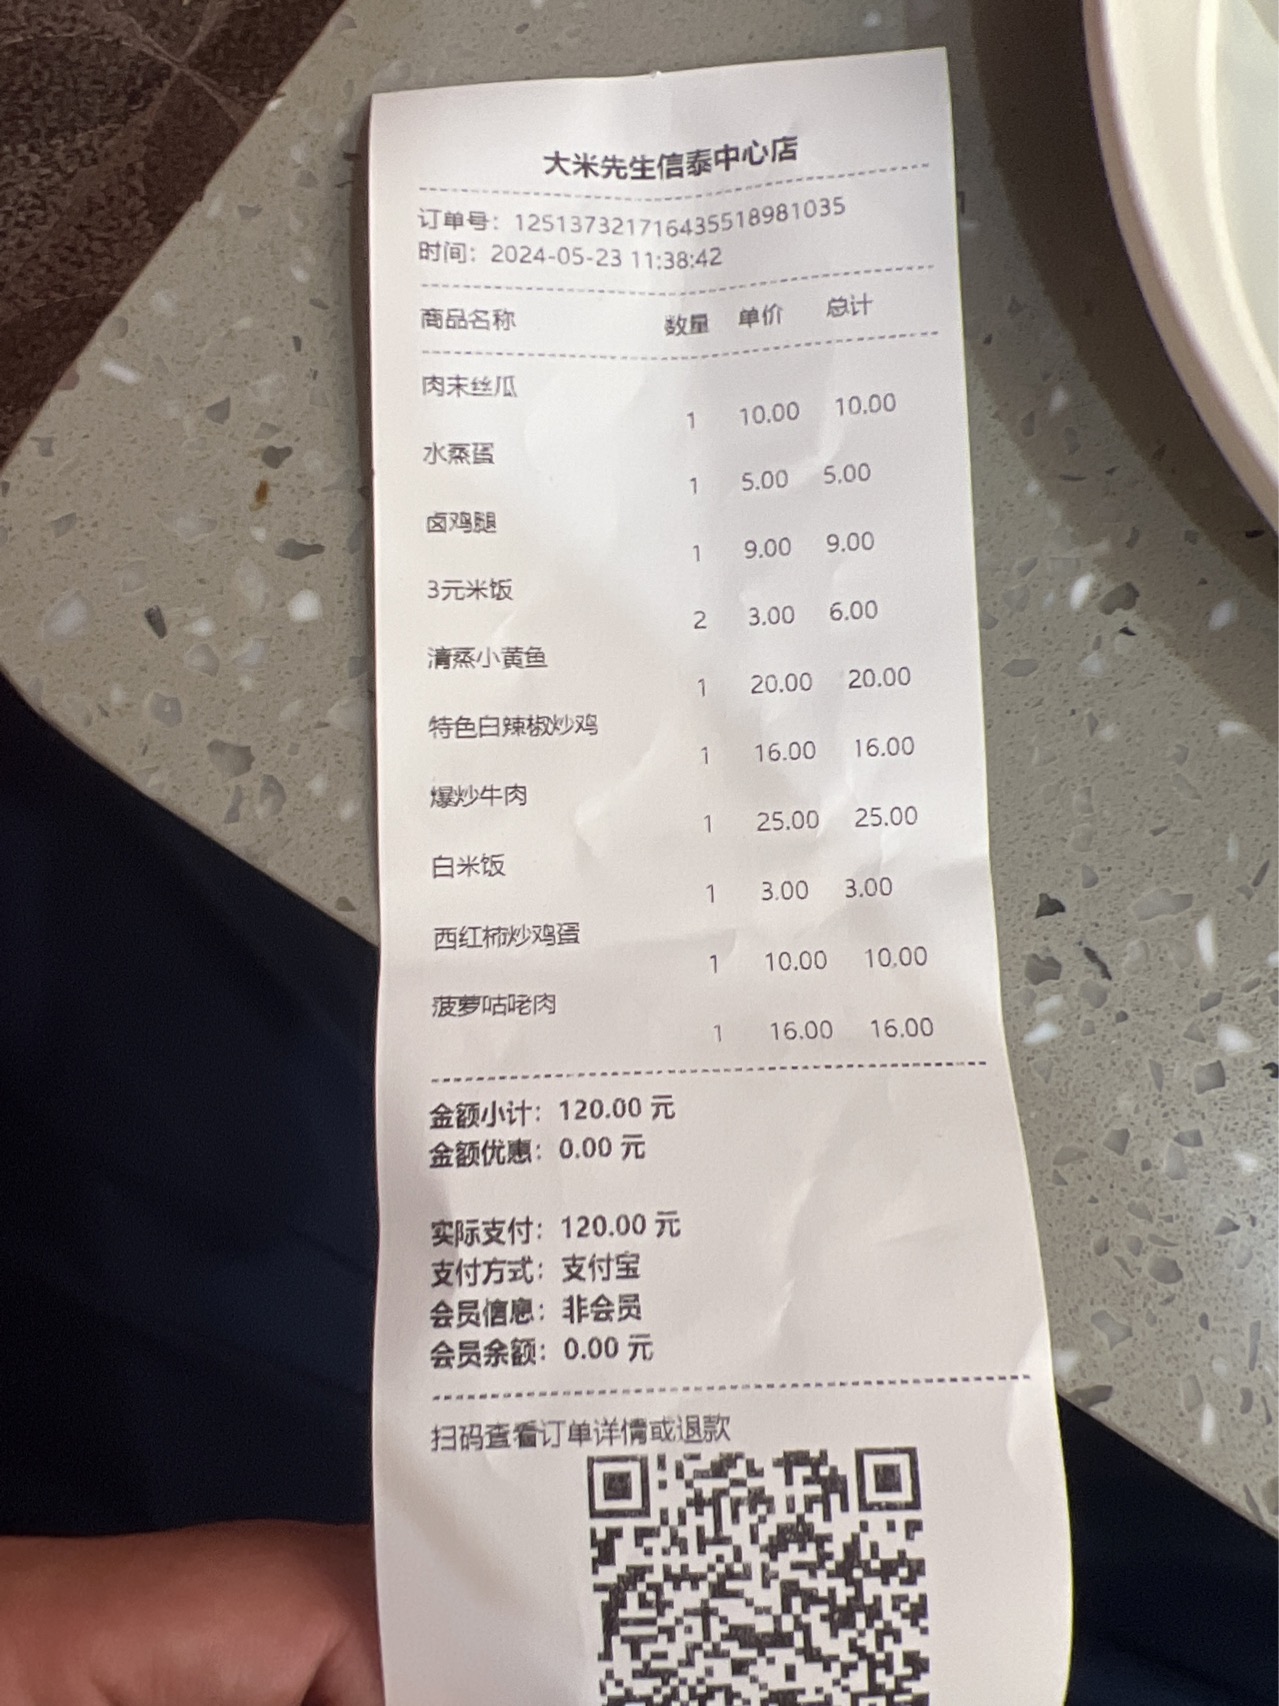 大米先生信泰中心店
订单号：1251373217164355518981035
时间：2024-05-23 11:38:42
商品名称 数量 单价 总计
肉末丝瓜
1 10.00 10.00
水蒸蛋
1 5.00 5.00
卤鸡腿
1 9.00 9.00
3元米饭
2 3.00 6.00
清蒸小黄鱼
1 20.00 20.00
特色白辣椒炒鸡
1 16.00 16.00
爆炒牛肉
1 25.00 25.00
白米饭
1 3.00 3.00
西红柿炒鸡蛋
1 10.00 10.00
菠萝咕咾肉
1 16.00 16.00
金额小计：120.00 元
金额优惠：0.00 元
实际支付：120.00 元
支付方式：支付宝
会员信息：非会员
会员余额：0.00 元
扫码查看订单详情或退款